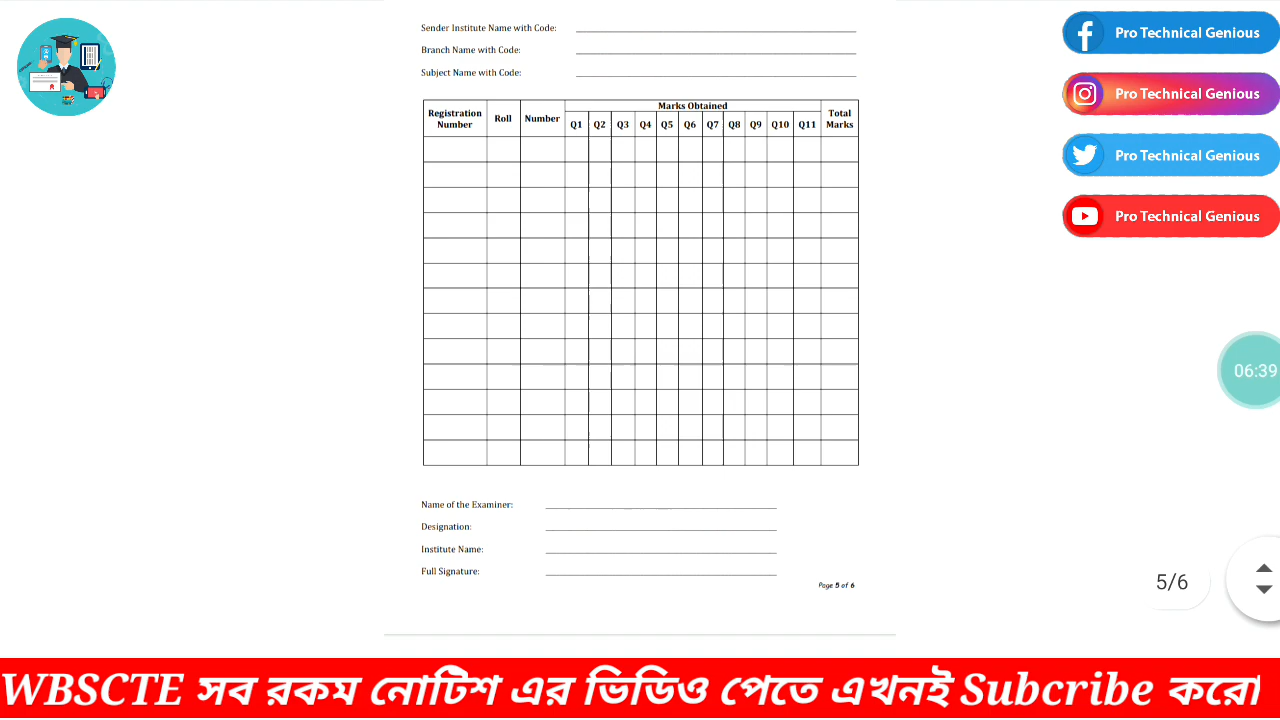 Sender Institute Name with Code:
Branch Name with Code:
Subject Name with Code:
Registration Number Roll Number Marks Obtained Total Marks
Q1 Q2 Q3 Q4 Q5 Q6 Q7 Q8 Q9 Q10 Q11
Name of the Examiner:
Designation:
Institute Name:
Full Signature:
Page 5 of 6
Pro Technical Genious
Pro Technical Genious
Pro Technical Genious
Pro Technical Genious
06:39
5/6
WBSCTE সব রকম নোটিশ এর ভিডিও পেতে এখনই Subcribe করো